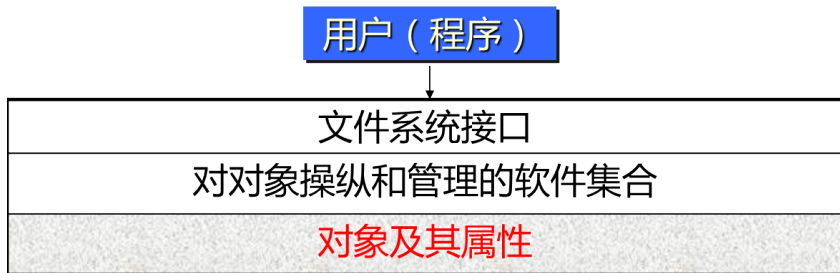 用户（程序）
文件系统接口
对对象操纵和管理的软件集合
对象及其属性